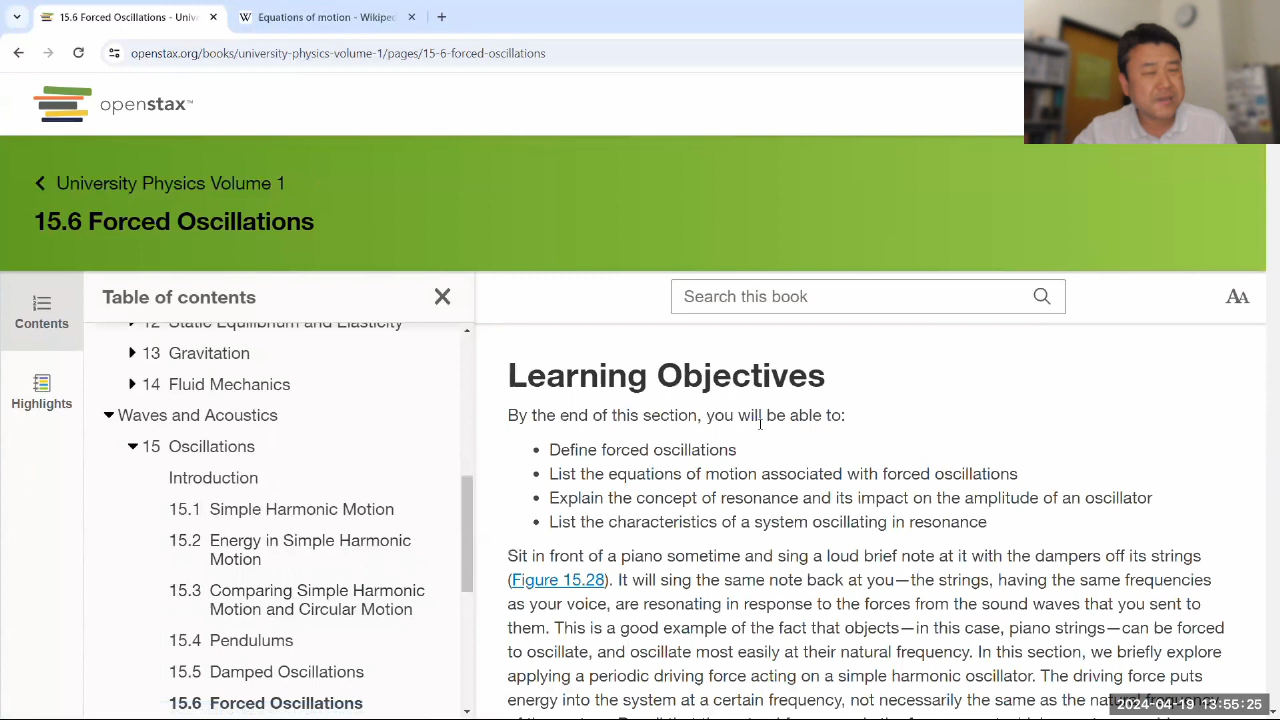 15.6 Forced Oscillations - Univ
Equations of motion - Wikiped
openstax.org/books/university-physics-volume-1/pages/15-6-forced-oscillations
openstax™
University Physics Volume 1
15.6 Forced Oscillations
Contents
Highlights
Table of contents
12 Static Equilibrium and Elasticity
13 Gravitation
14 Fluid Mechanics
Waves and Acoustics
15 Oscillations
Introduction
15.1 Simple Harmonic Motion
15.2 Energy in Simple Harmonic
Motion
15.3 Comparing Simple Harmonic
Motion and Circular Motion
15.4 Pendulums
15.5 Damped Oscillations
15.6 Forced Oscillations
Search this book
AA
Learning Objectives
By the end of this section, you will be able to:
• Define forced oscillations
• List the equations of motion associated with forced oscillations
• Explain the concept of resonance and its impact on the amplitude of an oscillator
• List the characteristics of a system oscillating in resonance
Sit in front of a piano sometime and sing a loud brief note at it with the dampers off its strings
(Figure 15.28). It will sing the same note back at you—the strings, having the same frequencies
as your voice, are resonating in response to the forces from the sound waves that you sent to
them. This is a good example of the fact that objects—in this case, piano strings—can be forced
to oscillate, and oscillate most easily at their natural frequency. In this section, we briefly explore
applying a periodic driving force acting on a simple harmonic oscillator. The driving force puts
energy into the system at a certain frequency, not necessarily the same as the natural frequency
2024-04-19 13:55:25